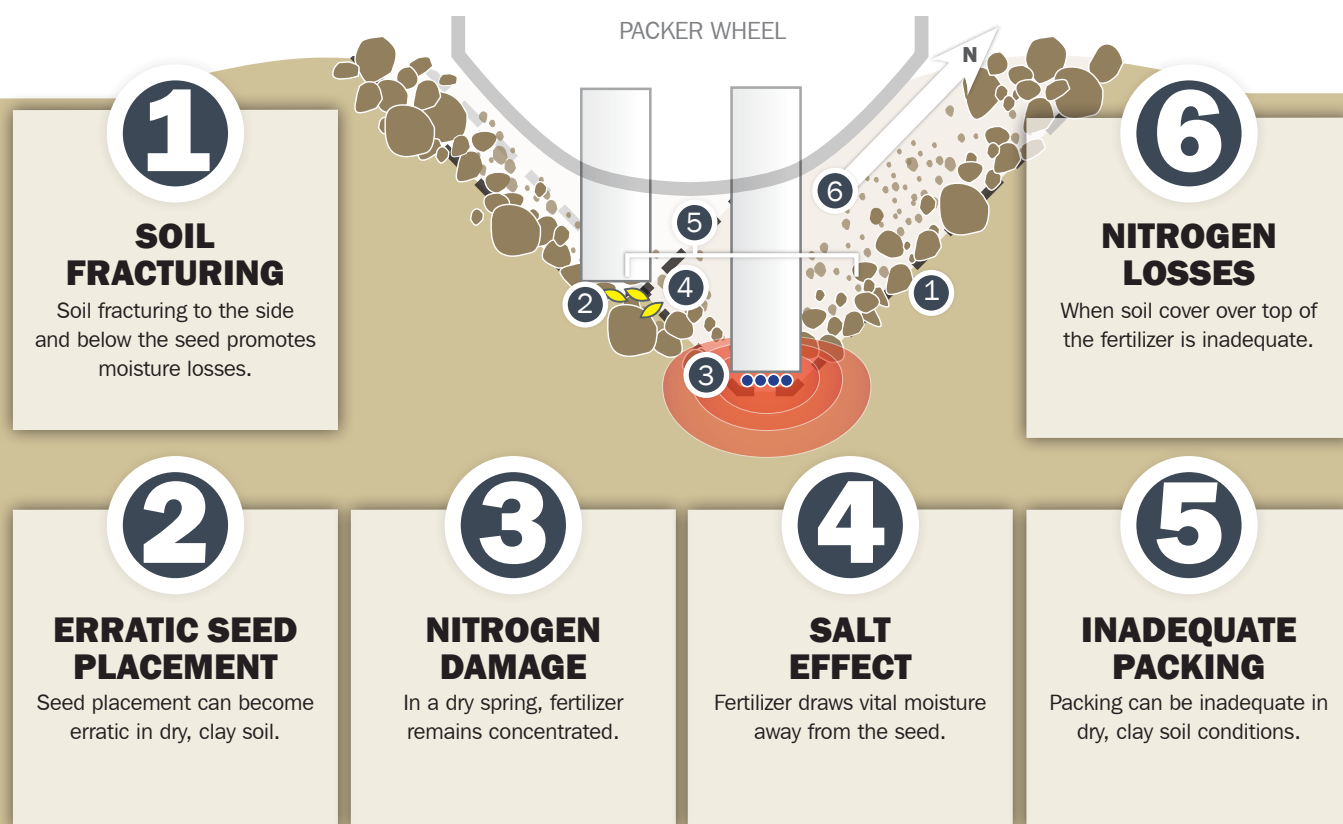 PACKER WHEEL
N
6
5
4
2
1
3
1
SOIL
FRACTURING
Soil fracturing to the side
and below the seed promotes
moisture losses.
6
NITROGEN
LOSSES
When soil cover over top of
the fertilizer is inadequate.
2
ERRATIC SEED
PLACEMENT
Seed placement can become
erratic in dry, clay soil.
3
NITROGEN
DAMAGE
In a dry spring, fertilizer
remains concentrated.
4
SALT
EFFECT
Fertilizer draws vital moisture
away from the seed.
5
INADEQUATE
PACKING
Packing can be inadequate in
dry, clay soil conditions.